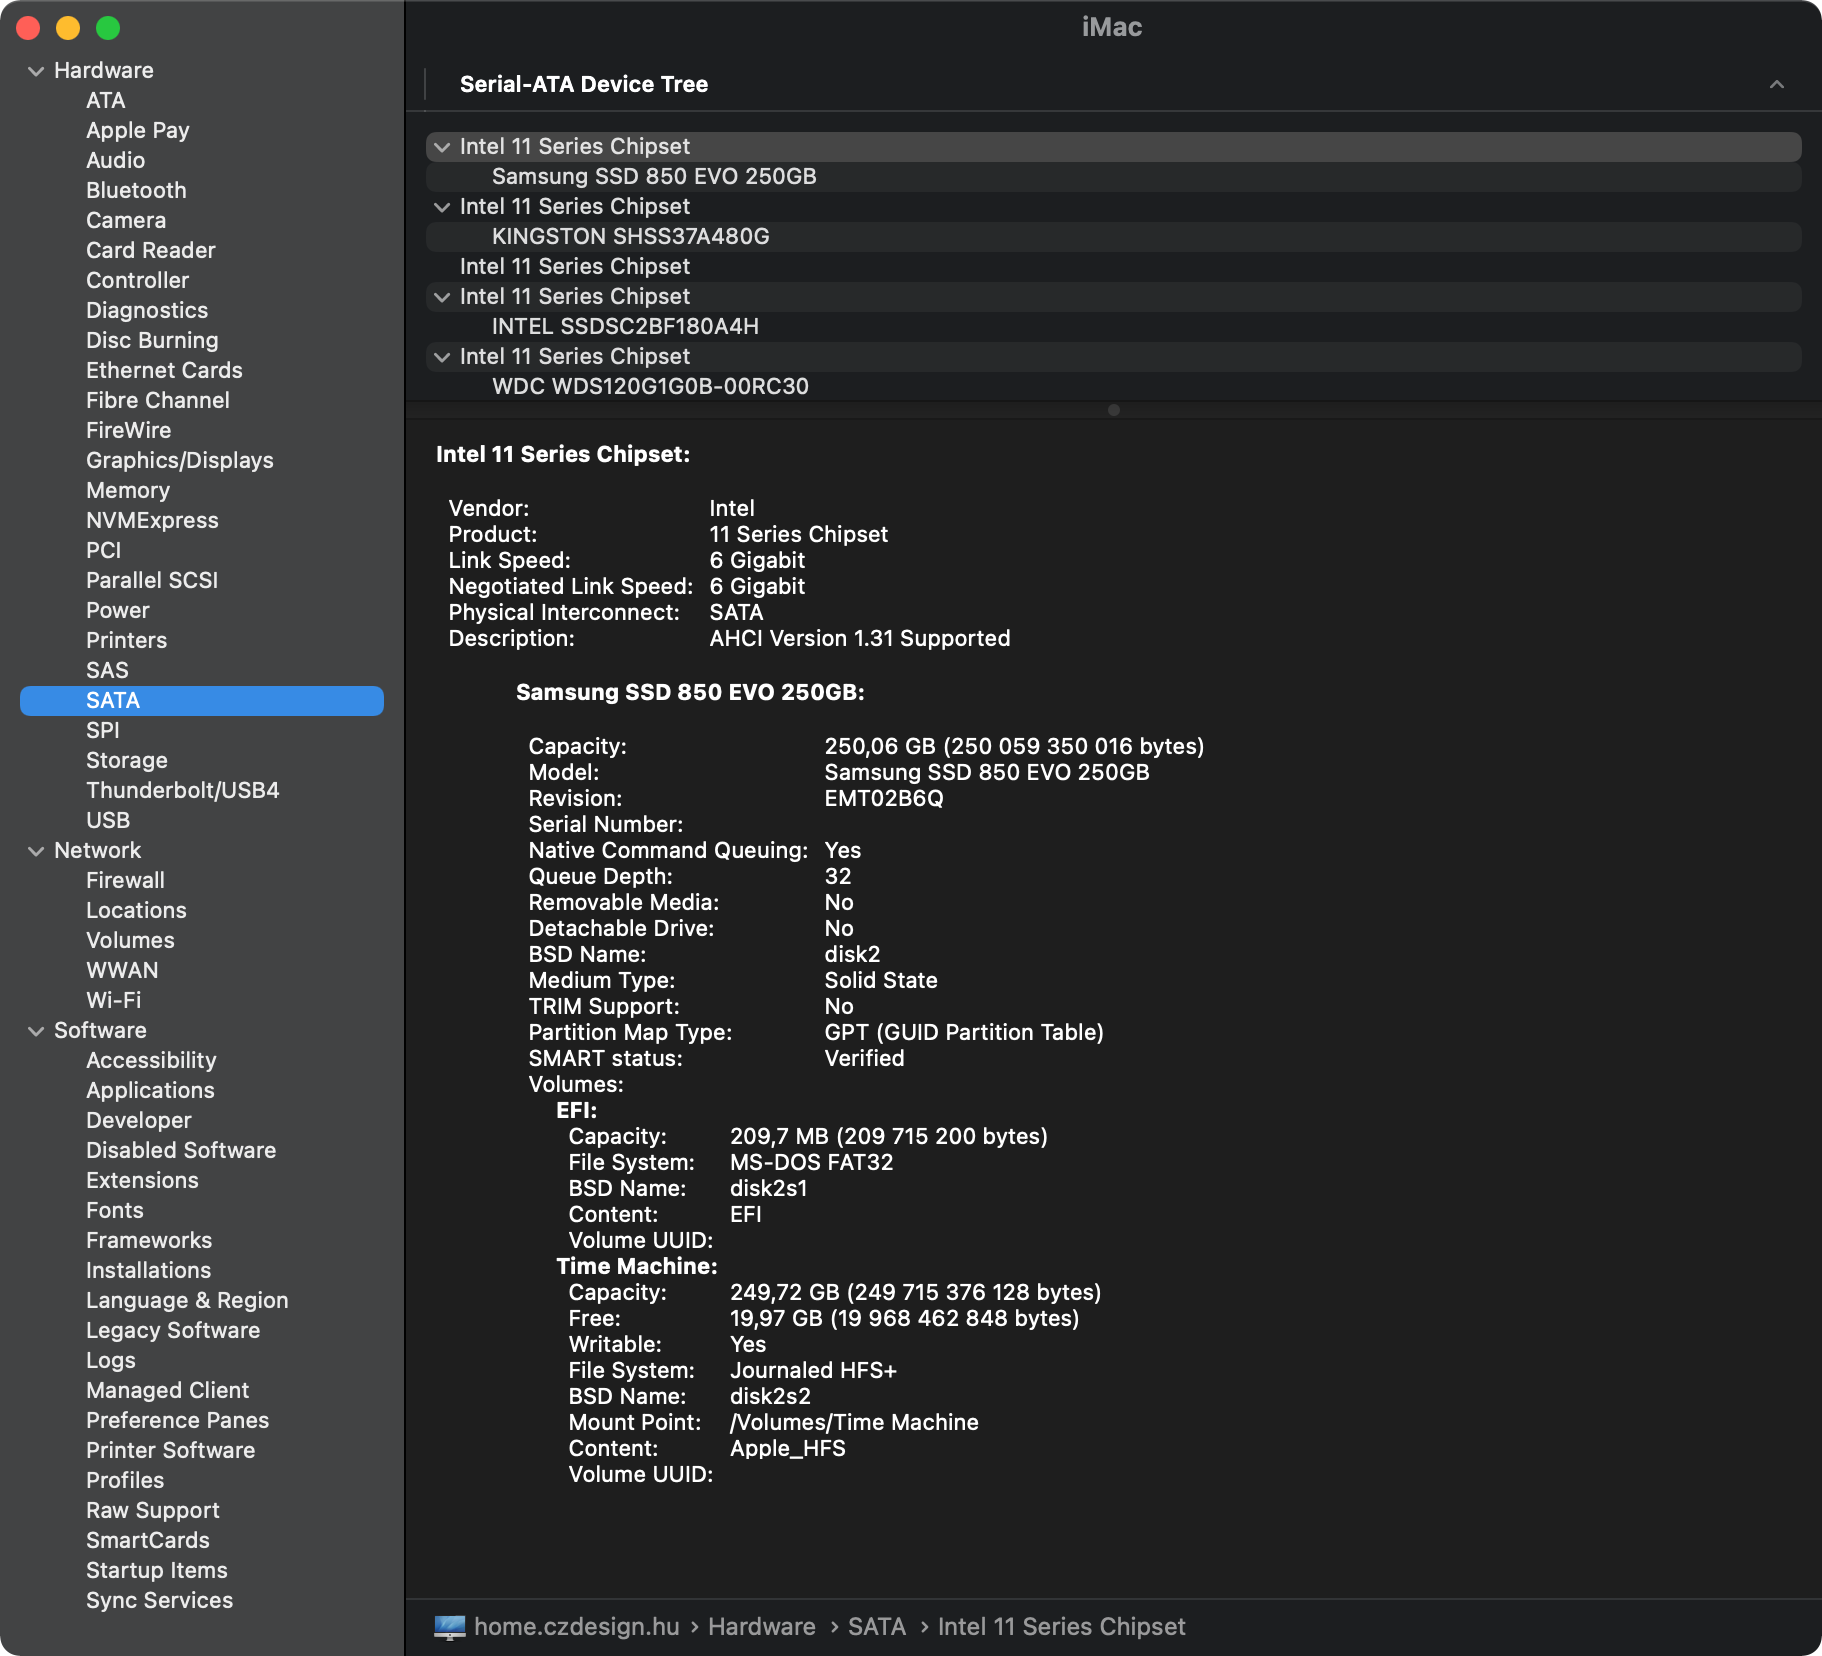 iMac
Hardware
ATA
Apple Pay
Audio
Bluetooth
Camera
Card Reader
Controller
Diagnostics
Disc Burning
Ethernet Cards
Fibre Channel
FireWire
Graphics/Displays
Memory
NVMExpress
PCI
Parallel SCSI
Power
Printers
SAS
SATA
SPI
Storage
Thunderbolt/USB4
USB
Network
Firewall
Locations
Volumes
WWAN
Wi-Fi
Software
Accessibility
Applications
Developer
Disabled Software
Extensions
Fonts
Frameworks
Installations
Language & Region
Legacy Software
Logs
Managed Client
Preference Panes
Printer Software
Profiles
Raw Support
SmartCards
Startup Items
Sync Services
Serial-ATA Device Tree
Intel 11 Series Chipset
Samsung SSD 850 EVO 250GB
Intel 11 Series Chipset
KINGSTON SHSS37A480G
Intel 11 Series Chipset
Intel 11 Series Chipset
INTEL SSDSC2BF180A4H
Intel 11 Series Chipset
WDC WDS120G1G0B-00RC30
Intel 11 Series Chipset:
Vendor: Intel
Product: 11 Series Chipset
Link Speed: 6 Gigabit
Negotiated Link Speed: 6 Gigabit
Physical Interconnect: SATA
Description: AHCI Version 1.31 Supported
Samsung SSD 850 EVO 250GB:
Capacity: 250,06 GB (250 059 350 016 bytes)
Model: Samsung SSD 850 EVO 250GB
Revision: EMT02B6Q
Serial Number:
Native Command Queuing: Yes
Queue Depth: 32
Removable Media: No
Detachable Drive: No
BSD Name: disk2
Medium Type: Solid State
TRIM Support: No
Partition Map Type: GPT (GUID Partition Table)
SMART status: Verified
Volumes:
EFI:
Capacity: 209,7 MB (209 715 200 bytes)
File System: MS-DOS FAT32
BSD Name: disk2s1
Content: EFI
Volume UUID:
Time Machine:
Capacity: 249,72 GB (249 715 376 128 bytes)
Free: 19,97 GB (19 968 462 848 bytes)
Writable: Yes
File System: Journaled HFS+
BSD Name: disk2s2
Mount Point: /Volumes/Time Machine
Content: Apple_HFS
Volume UUID:
home.czdesign.hu › Hardware › SATA › Intel 11 Series Chipset